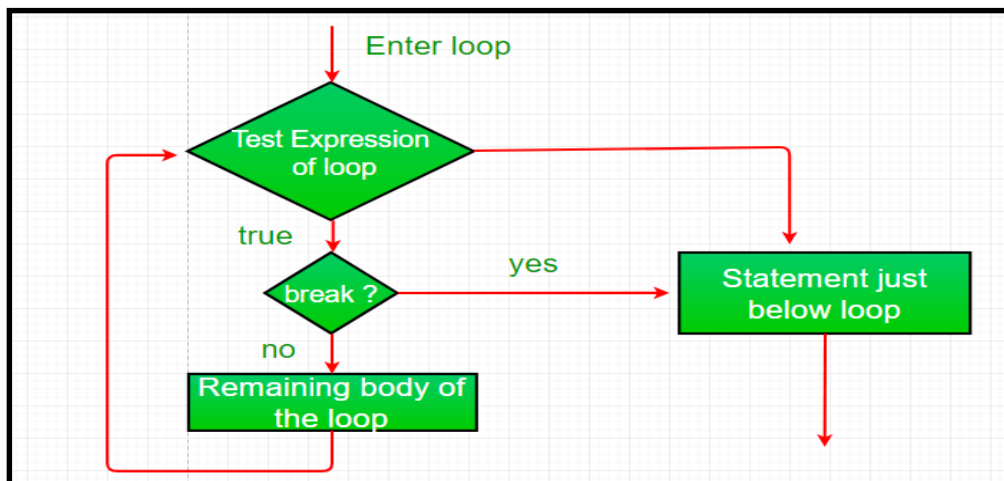 Enter loop
Test Expression
of loop
true
break ?
yes
Statement just
below loop
no
Remaining body of
the loop